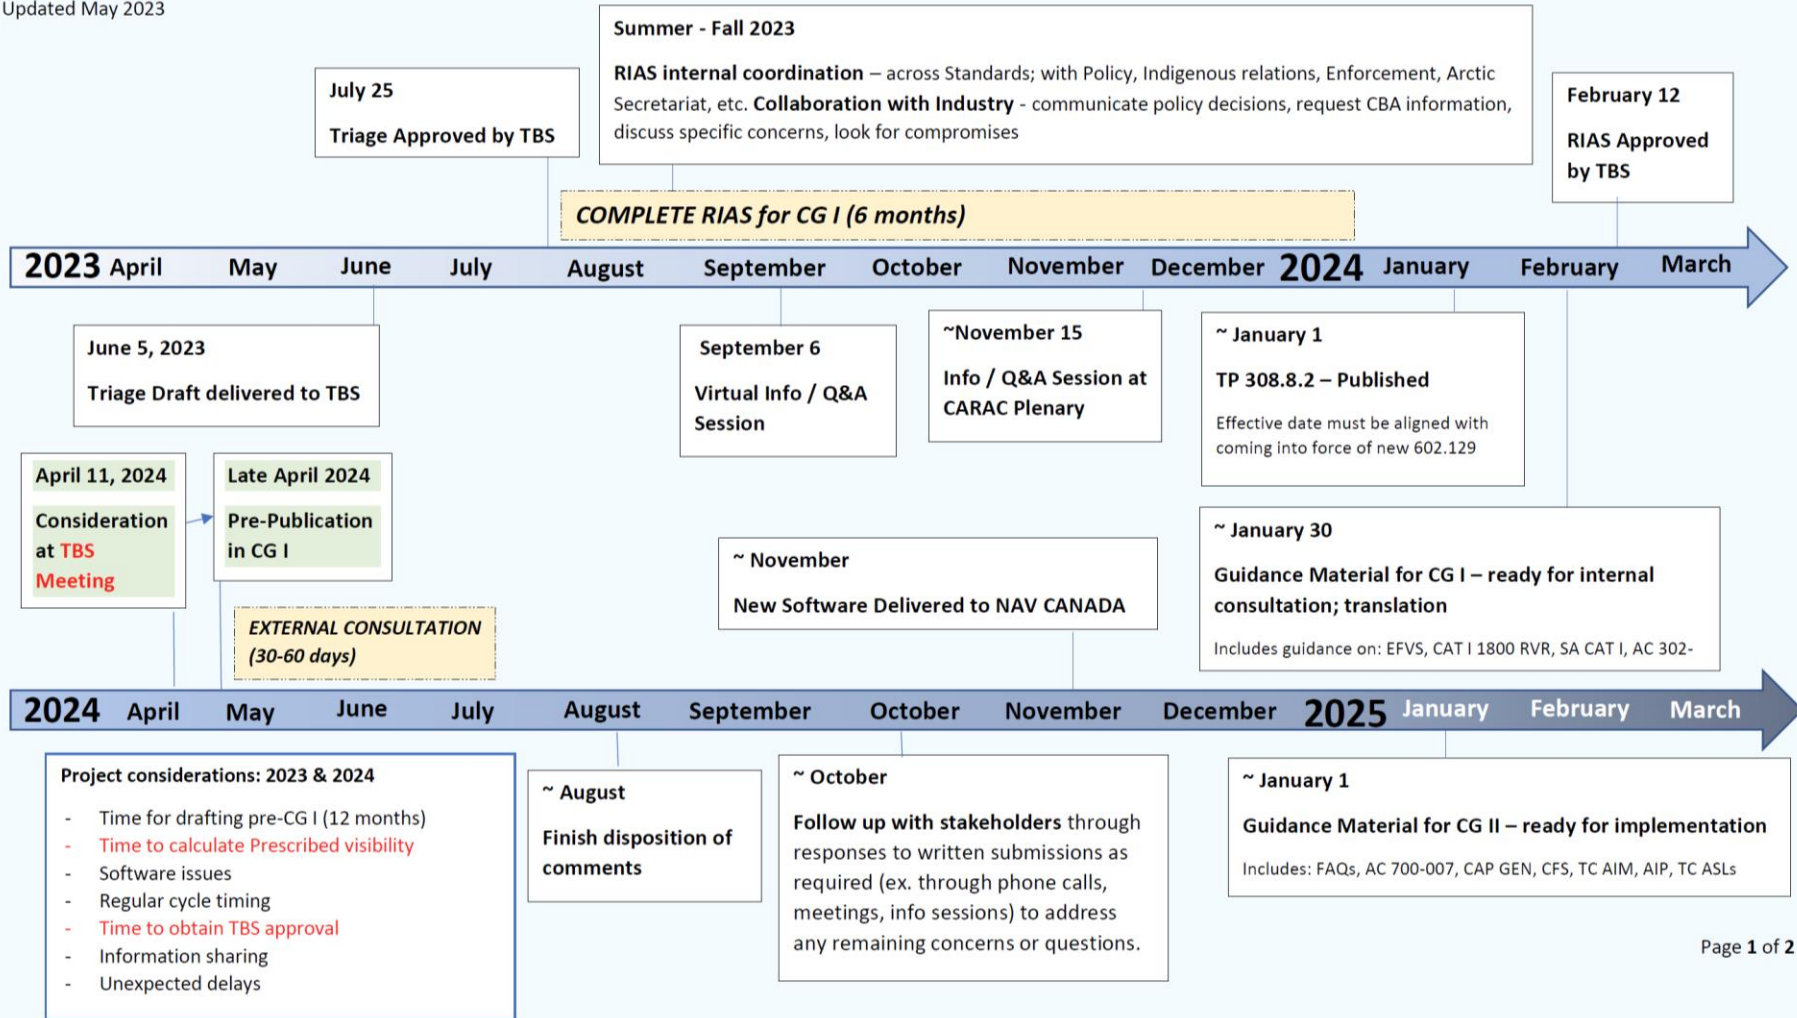 Updated May 2023
Summer - Fall 2023
RIAS internal coordination – across Standards; with Policy, Indigenous relations, Enforcement, Arctic
Secretariat, etc. Collaboration with Industry - communicate policy decisions, request CBA information,
discuss specific concerns, look for compromises
July 25
Triage Approved by TBS
February 12
RIAS Approved
by TBS
COMPLETE RIAS for CG I (6 months)
2023 April May June July August September October November December 2024 January February March
June 5, 2023
Triage Draft delivered to TBS
September 6
Virtual Info / Q&A
Session
~November 15
Info / Q&A Session at
CARAC Plenary
~ January 1
TP 308.8.2 – Published
Effective date must be aligned with
coming into force of new 602.129
April 11, 2024
Consideration
at TBS
Meeting
Late April 2024
Pre-Publication
in CG I
~ November
New Software Delivered to NAV CANADA
~ January 30
Guidance Material for CG I – ready for internal
consultation; translation
Includes guidance on: EFVS, CAT I 1800 RVR, SA CAT I, AC 302-
EXTERNAL CONSULTATION
(30-60 days)
2024 April May June July August September October November December 2025 January February March
Project considerations: 2023 & 2024
- Time for drafting pre-CG I (12 months)
- Time to calculate Prescribed visibility
- Software issues
- Regular cycle timing
- Time to obtain TBS approval
- Information sharing
- Unexpected delays
~ August
Finish disposition of
comments
~ October
Follow up with stakeholders through
responses to written submissions as
required (ex. through phone calls,
meetings, info sessions) to address
any remaining concerns or questions.
~ January 1
Guidance Material for CG II – ready for implementation
Includes: FAQs, AC 700-007, CAP GEN, CFS, TC AIM, AIP, TC ASLs
Page 1 of 2